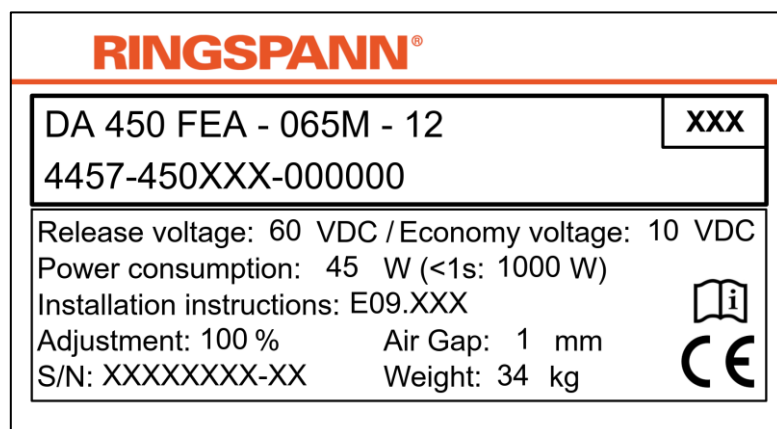 RINGSPANN®
DA 450 FEA - 065M - 12
XXX
4457-450XXX-000000
Release voltage: 60 VDC / Economy voltage: 10 VDC
Power consumption: 45 W (<1s: 1000 W)
Installation instructions: E09.XXX
i
Adjustment: 100 % Air Gap: 1 mm
CE
S/N: XXXXXXXX-XX Weight: 34 kg